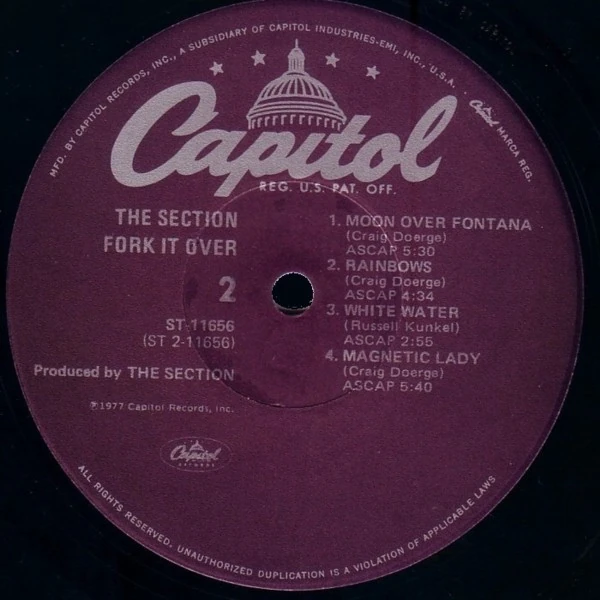 MFD. BY CAPITOL RECORDS, INC., A SUBSIDIARY OF CAPITOL INDUSTRIES-EMI, INC., U.S.A. · Capitol MARCA REG.
Capitol
REG. U.S. PAT. OFF.
THE SECTION
FORK IT OVER
2
ST-11656
(ST 2-11656)
Produced by THE SECTION
℗1977 Capitol Records, Inc.
1. MOON OVER FONTANA
(Craig Doerge)
ASCAP 5:30
2. RAINBOWS
(Craig Doerge)
ASCAP 4:34
3. WHITE WATER
(Russell Kunkel)
ASCAP 2:55
4. MAGNETIC LADY
(Craig Doerge)
ASCAP 5:40
Capitol
RECORDS
ALL RIGHTS RESERVED. UNAUTHORIZED DUPLICATION IS A VIOLATION OF APPLICABLE LAWS